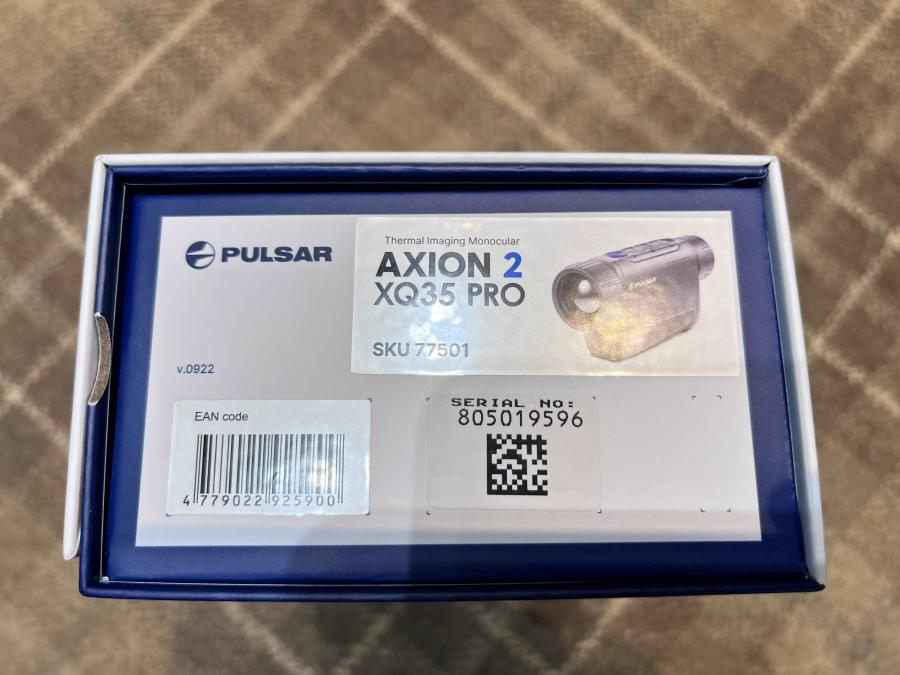 PULSAR
Thermal Imaging Monocular
AXION 2
XQ35 PRO
PULSAR
SKU 77501
v.0922
EAN code
4 779022 925900
SERIAL NO:
805019596